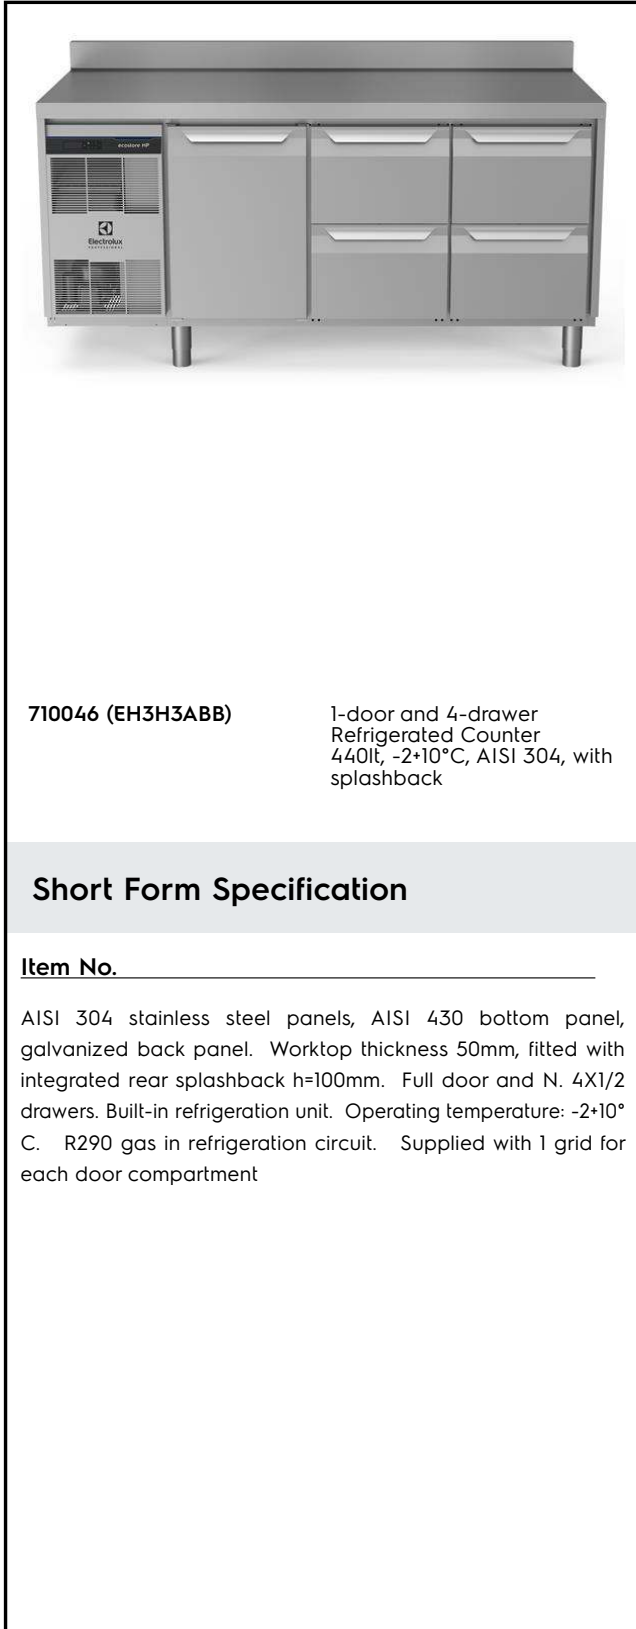 ecostore HP
Electrolux
PROFESSIONAL
710046 (EH3H3ABB)
1-door and 4-drawer
Refrigerated Counter
440lt, -2+10°C, AISI 304, with
splashback
Short Form Specification
Item No.
AISI 304 stainless steel panels, AISI 430 bottom panel,
galvanized back panel. Worktop thickness 50mm, fitted with
integrated rear splashback h=100mm. Full door and N. 4X1/2
drawers. Built-in refrigeration unit. Operating temperature: -2+10°
C. R290 gas in refrigeration circuit. Supplied with 1 grid for
each door compartment